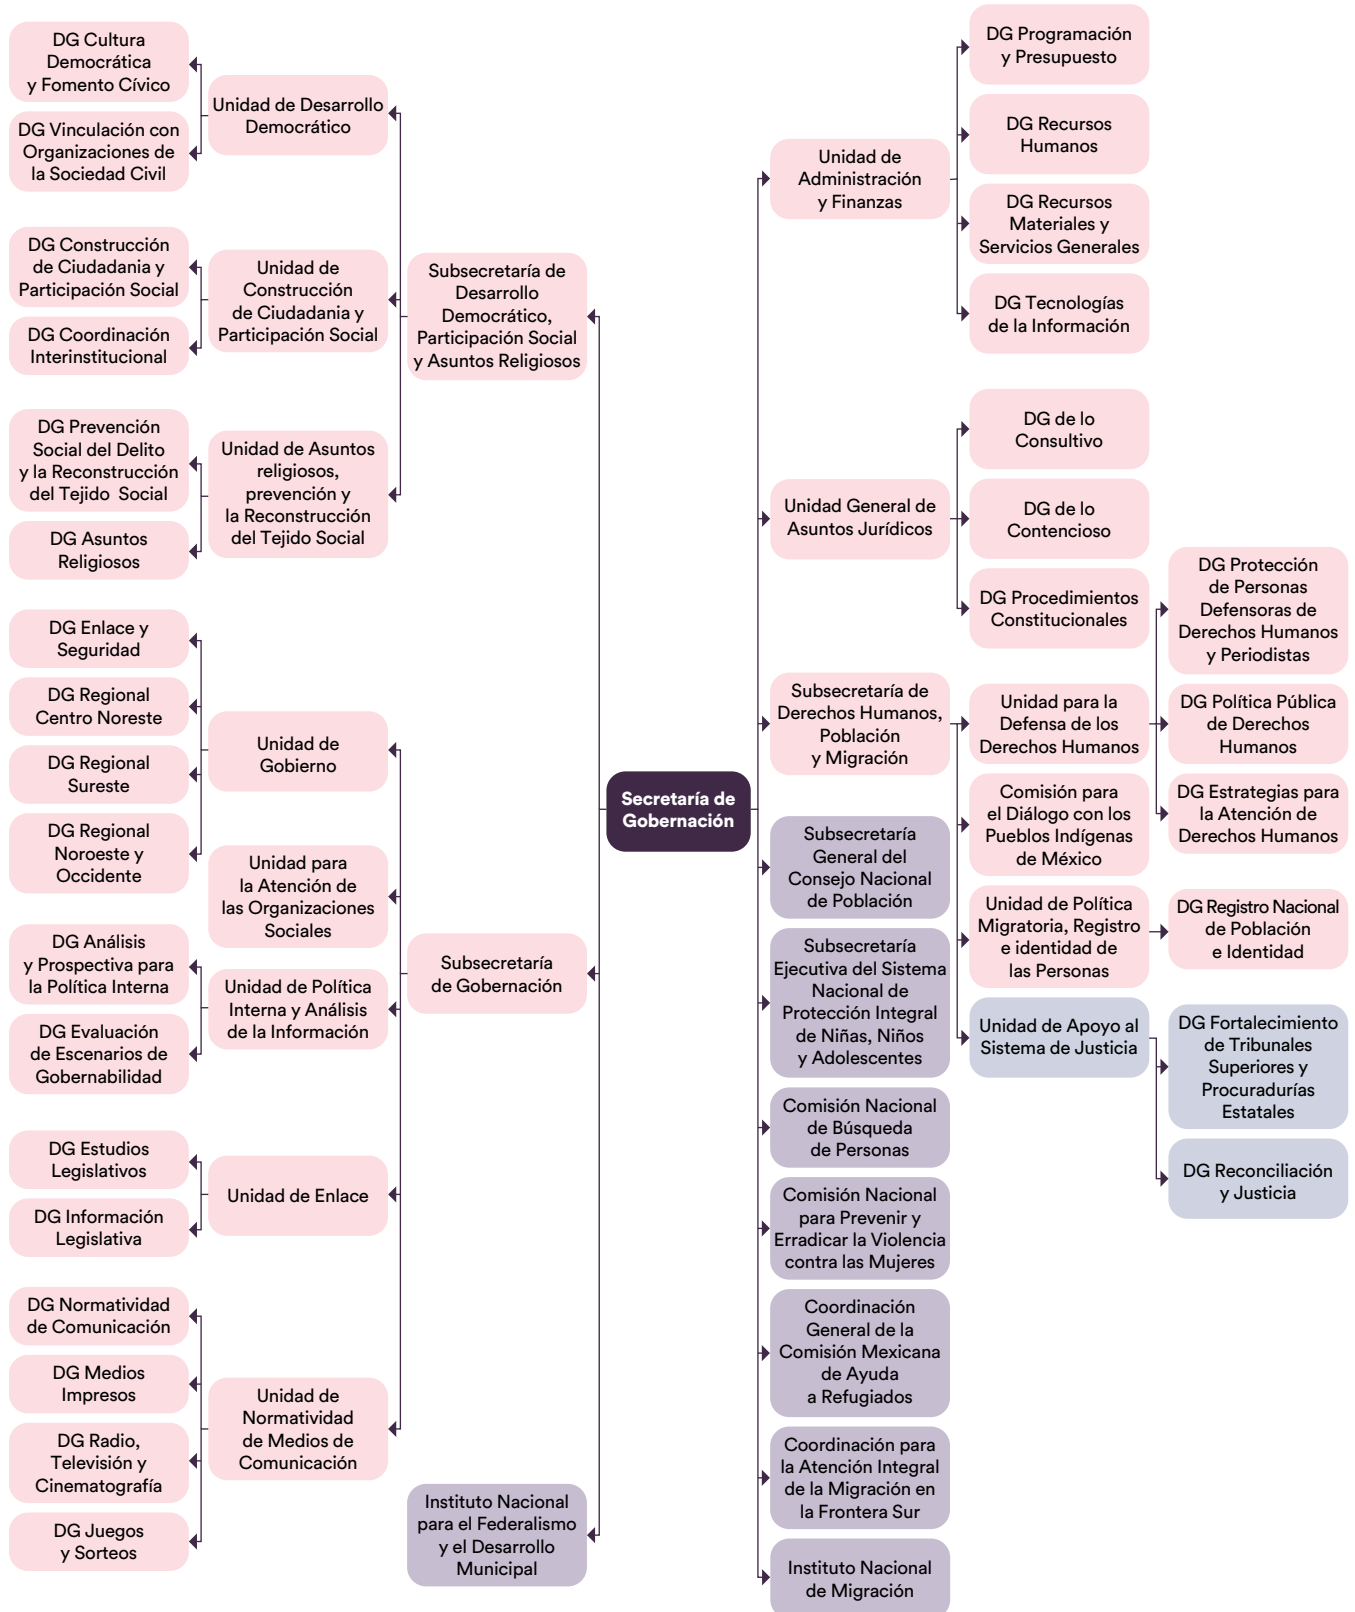 DG Cultura
Democrática
y Fomento Cívico
DG Vinculación con
Organizaciones de
la Sociedad Civil
Unidad de Desarrollo
Democrático
DG Construcción
de Ciudadania y
Participación Social
DG Coordinación
Interinstitucional
Unidad de
Construcción
de Ciudadania y
Participación Social
DG Prevención
Social del Delito
y la Reconstrucción
del Tejido Social
DG Asuntos
Religiosos
Unidad de Asuntos
religiosos,
prevención y
la Reconstrucción
del Tejido Social
Subsecretaría de
Desarrollo
Democrático,
Participación Social
y Asuntos Religiosos
DG Enlace y
Seguridad
DG Regional
Centro Noreste
DG Regional
Sureste
DG Regional
Noroeste y
Occidente
Unidad de
Gobierno
Unidad para
la Atención de
las Organizaciones
Sociales
DG Análisis
y Prospectiva para
la Política Interna
DG Evaluación
de Escenarios de
Gobernabilidad
Unidad de Política
Interna y Análisis
de la Información
Subsecretaría
de Gobernación
DG Estudios
Legislativos
DG Información
Legislativa
Unidad de Enlace
DG Normatividad
de Comunicación
DG Medios
Impresos
DG Radio,
Televisión y
Cinematografía
DG Juegos
y Sorteos
Unidad de
Normatividad
de Medios de
Comunicación
Instituto Nacional
para el Federalismo
y el Desarrollo
Municipal
Secretaría de
Gobernación
Unidad de
Administración
y Finanzas
DG Programación
y Presupuesto
DG Recursos
Humanos
DG Recursos
Materiales y
Servicios Generales
DG Tecnologías
de la Información
Unidad General de
Asuntos Jurídicos
DG de lo
Consultivo
DG de lo
Contencioso
DG Procedimientos
Constitucionales
Subsecretaría de
Derechos Humanos,
Población
y Migración
Unidad para la
Defensa de los
Derechos Humanos
DG Protección
de Personas
Defensoras de
Derechos Humanos
y Periodistas
DG Política Pública
de Derechos
Humanos
DG Estrategias para
la Atención de
Derechos Humanos
Comisión para
el Diálogo con los
Pueblos Indígenas
de México
Unidad de Política
Migratoria, Registro
e identidad de
las Personas
DG Registro Nacional
de Población
e Identidad
Unidad de Apoyo al
Sistema de Justicia
DG Fortalecimiento
de Tribunales
Superiores y
Procuradurías
Estatales
DG Reconciliación
y Justicia
Subsecretaría
General del
Consejo Nacional
de Población
Subsecretaría
Ejecutiva del Sistema
Nacional de
Protección Integral
de Niñas, Niños
y Adolescentes
Comisión Nacional
de Búsqueda
de Personas
Comisión Nacional
para Prevenir y
Erradicar la Violencia
contra las Mujeres
Coordinación
General de la
Comisión Mexicana
de Ayuda
a Refugiados
Coordinación para
la Atención Integral
de la Migración en
la Frontera Sur
Instituto Nacional
de Migración